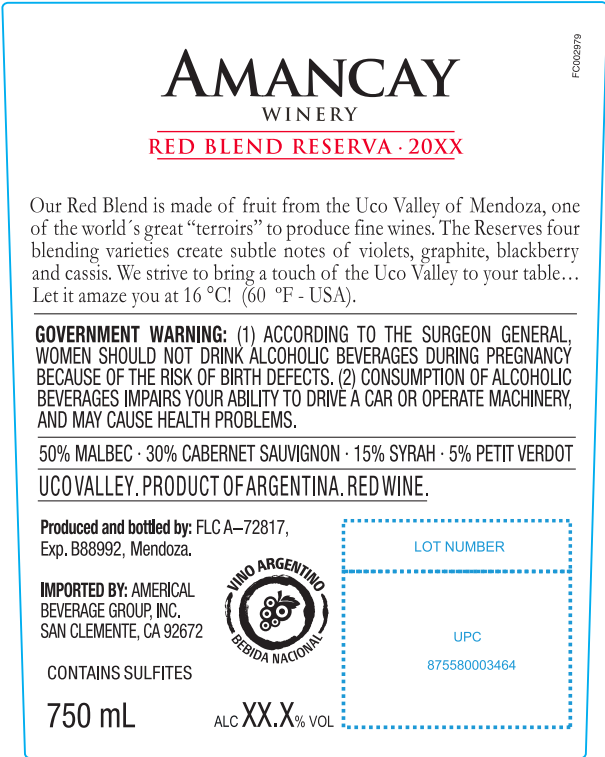 FC002979
AMANCAY
WINERY
RED BLEND RESERVA · 20XX
Our Red Blend is made of fruit from the Uco Valley of Mendoza, one
of the world´s great “terroirs” to produce fine wines. The Reserves four
blending varieties create subtle notes of violets, graphite, blackberry
and cassis. We strive to bring a touch of the Uco Valley to your table…
Let it amaze you at 16 °C! (60 ºF - USA).
GOVERNMENT WARNING: (1) ACCORDING TO THE SURGEON GENERAL,
WOMEN SHOULD NOT DRINK ALCOHOLIC BEVERAGES DURING PREGNANCY
BECAUSE OF THE RISK OF BIRTH DEFECTS. (2) CONSUMPTION OF ALCOHOLIC
BEVERAGES IMPAIRS YOUR ABILITY TO DRIVE A CAR OR OPERATE MACHINERY,
AND MAY CAUSE HEALTH PROBLEMS.
50% MALBEC · 30% CABERNET SAUVIGNON · 15% SYRAH · 5% PETIT VERDOT
UCO VALLEY. PRODUCT OF ARGENTINA. RED WINE.
Produced and bottled by: FLC A–72817,
Exp. B88992, Mendoza.
IMPORTED BY: AMERICAL
BEVERAGE GROUP, INC.
SAN CLEMENTE, CA 92672
CONTAINS SULFITES
750 mL
VINO ARGENTINO
BEBIDA NACIONAL
ALC XX.X% VOL
LOT NUMBER
UPC
875580003464